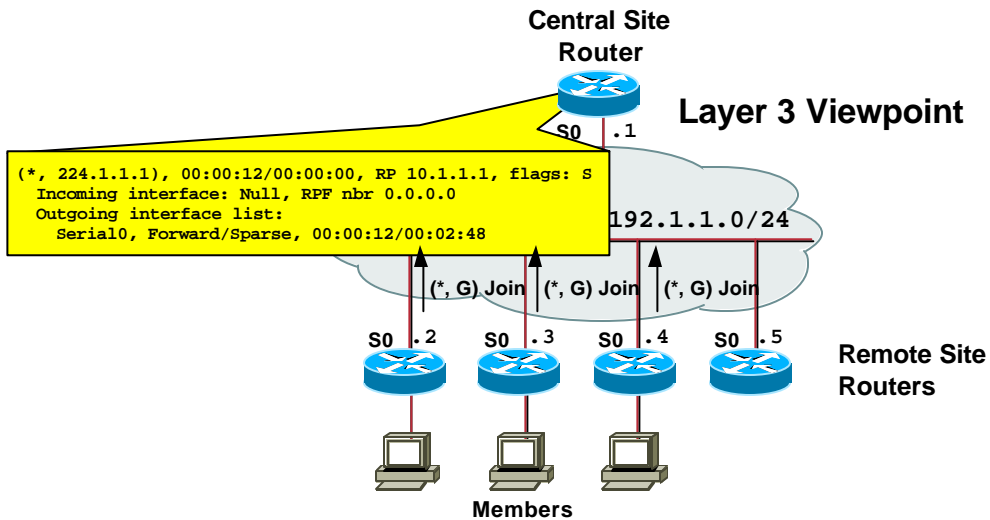 Central Site
Router
Layer 3 Viewpoint
S0 .1
(*, 224.1.1.1), 00:00:12/00:00:00, RP 10.1.1.1, flags: S
Incoming interface: Null, RPF nbr 0.0.0.0
Outgoing interface list:
Serial0, Forward/Sparse, 00:00:12/00:02:48
192.1.1.0/24
(*, G) Join (*, G) Join (*, G) Join
S0 .2 S0 .3 S0 .4 S0 .5
Remote Site
Routers
Members